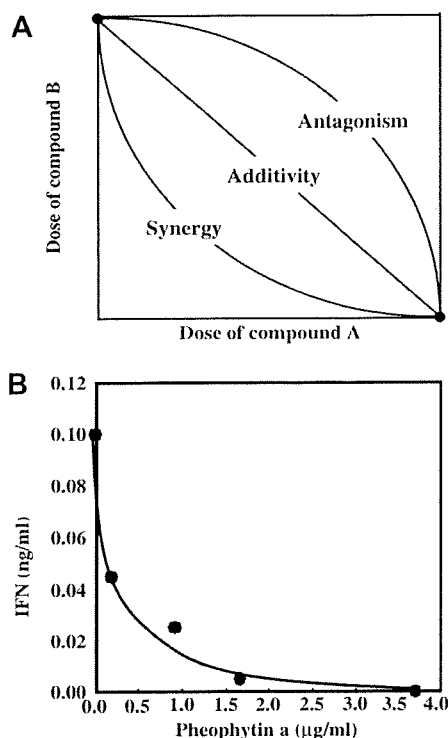 A
Dose of compound B
Antagonism
Additivity
Synergy
Dose of compound A
B
IFN (ng/ml)
0.12
0.10
0.08
0.06
0.04
0.02
0.00
0.0 0.5 1.0 1.5 2.0 2.5 3.0 3.5 4.0
Pheophytin a (µg/ml)